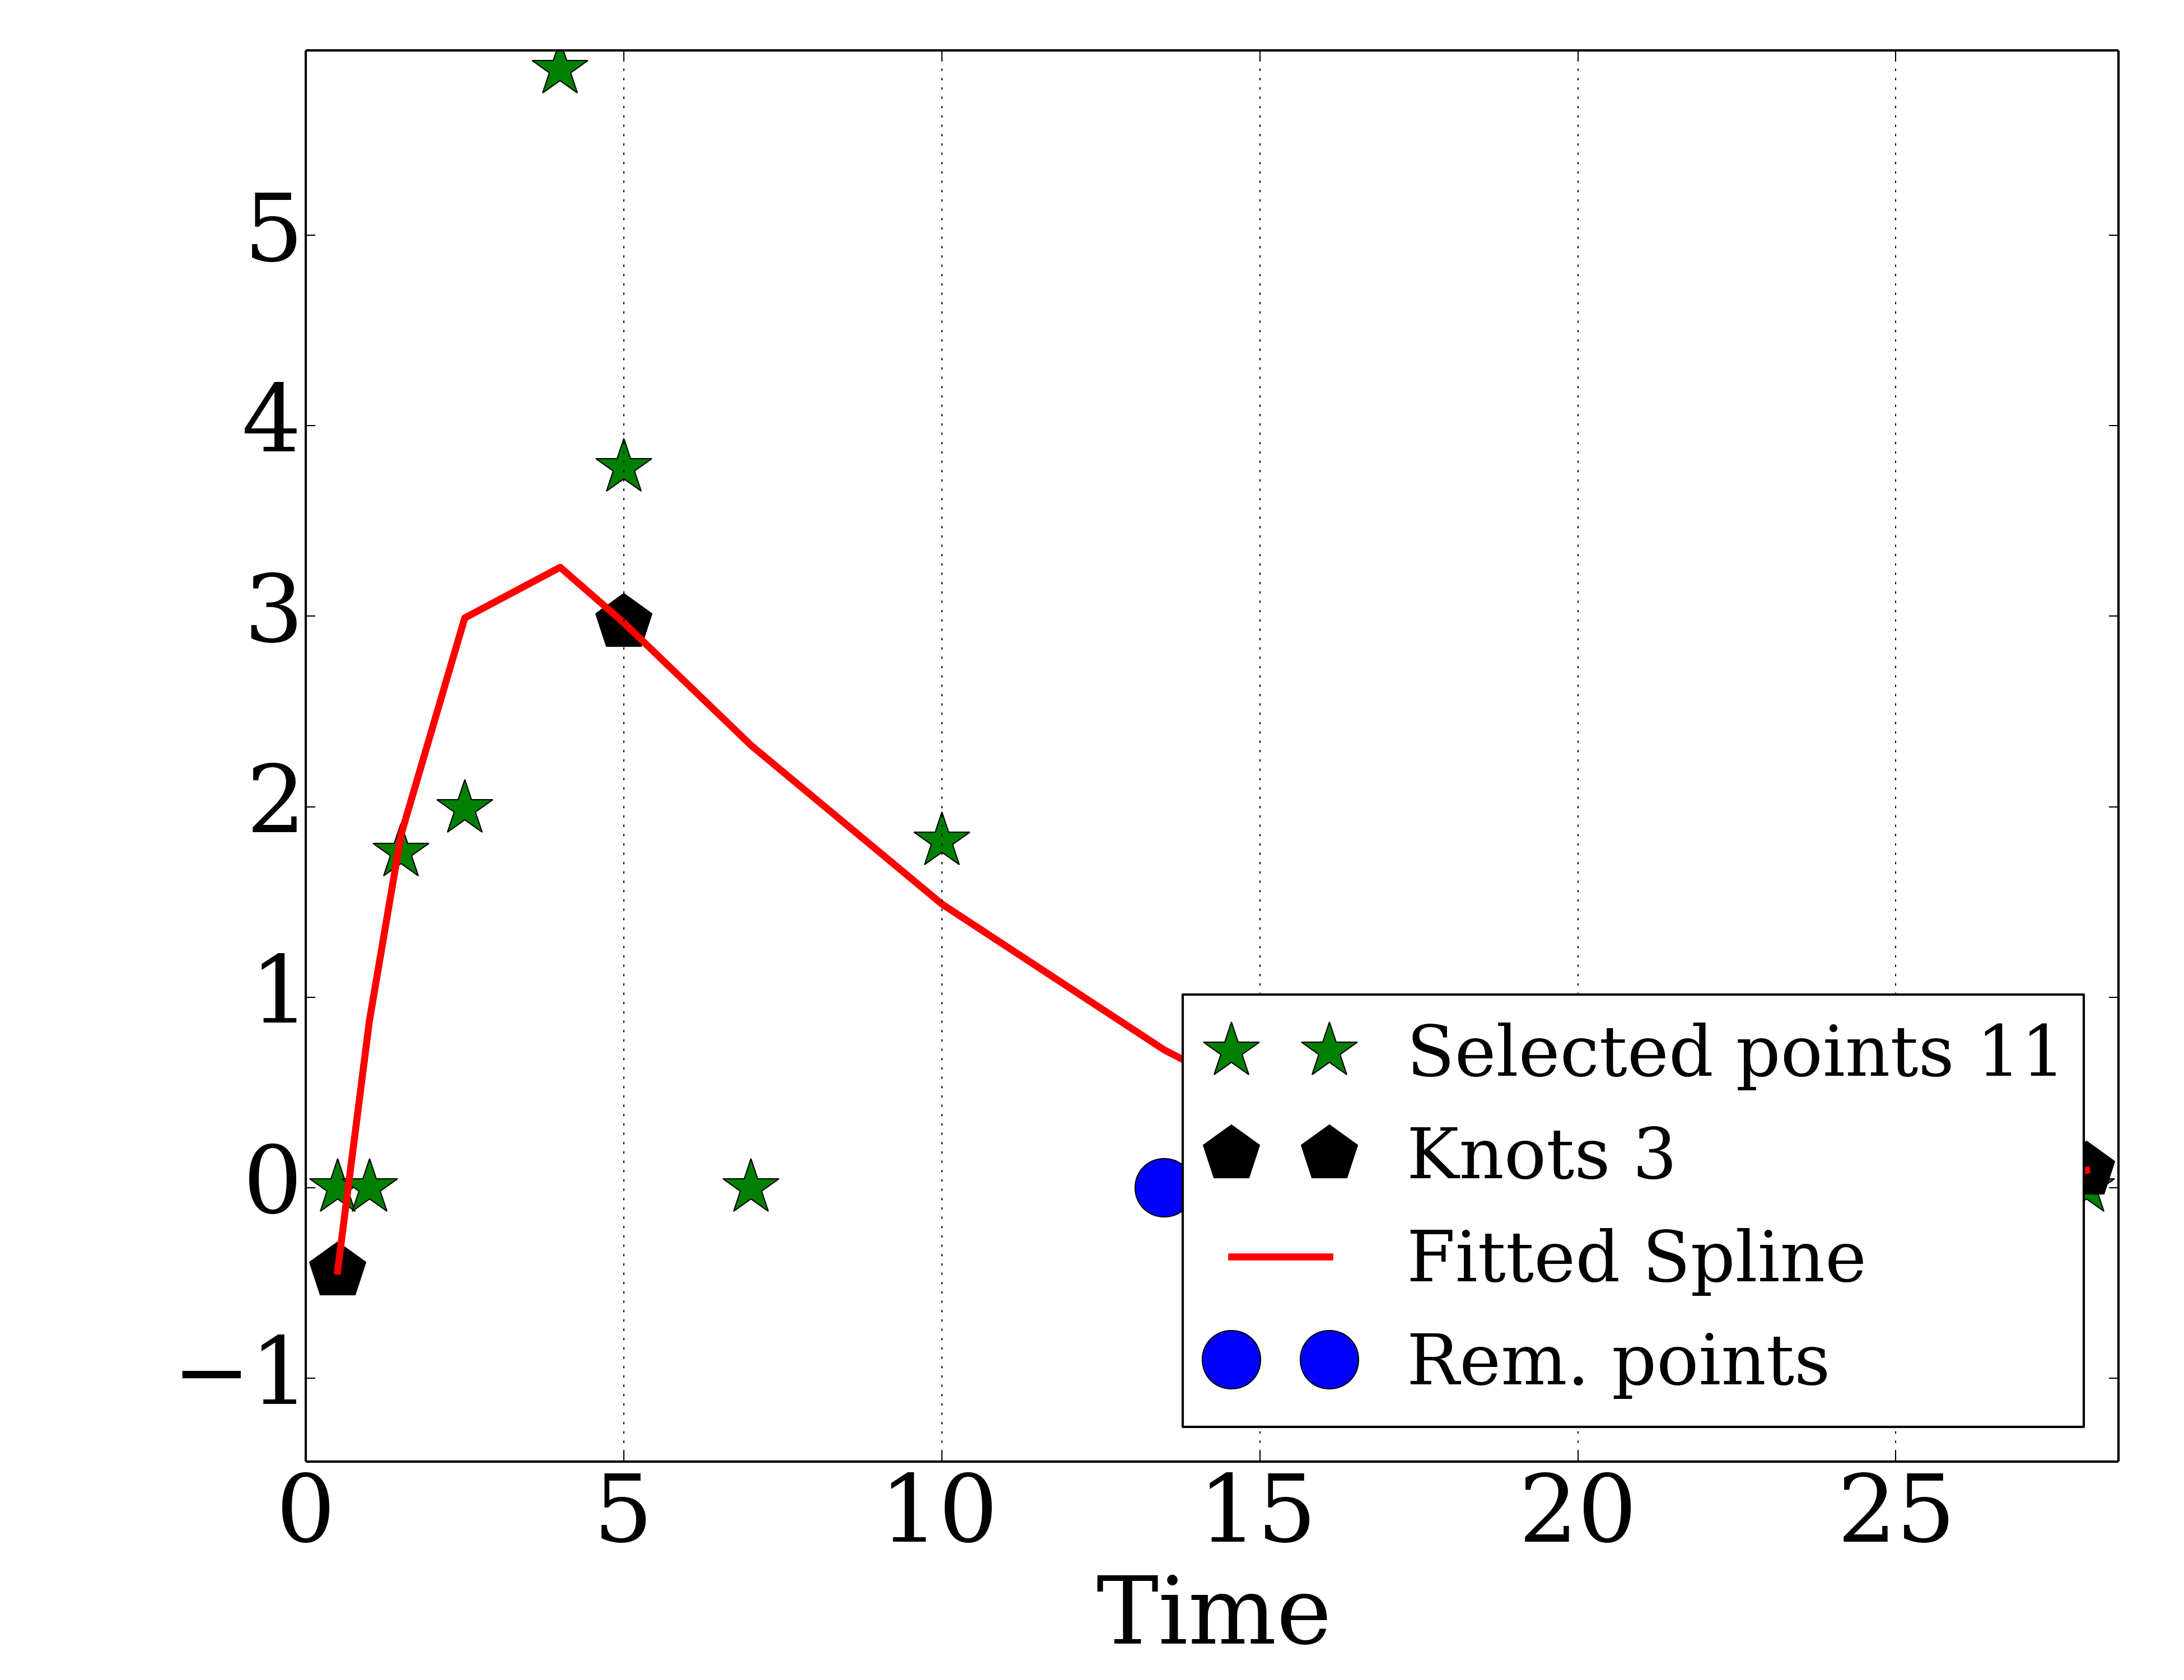 5
4
3
2
1
0
−1
Selected points 11
Knots 3
Fitted Spline
Rem. points
0 5 10 15 20 25
Time